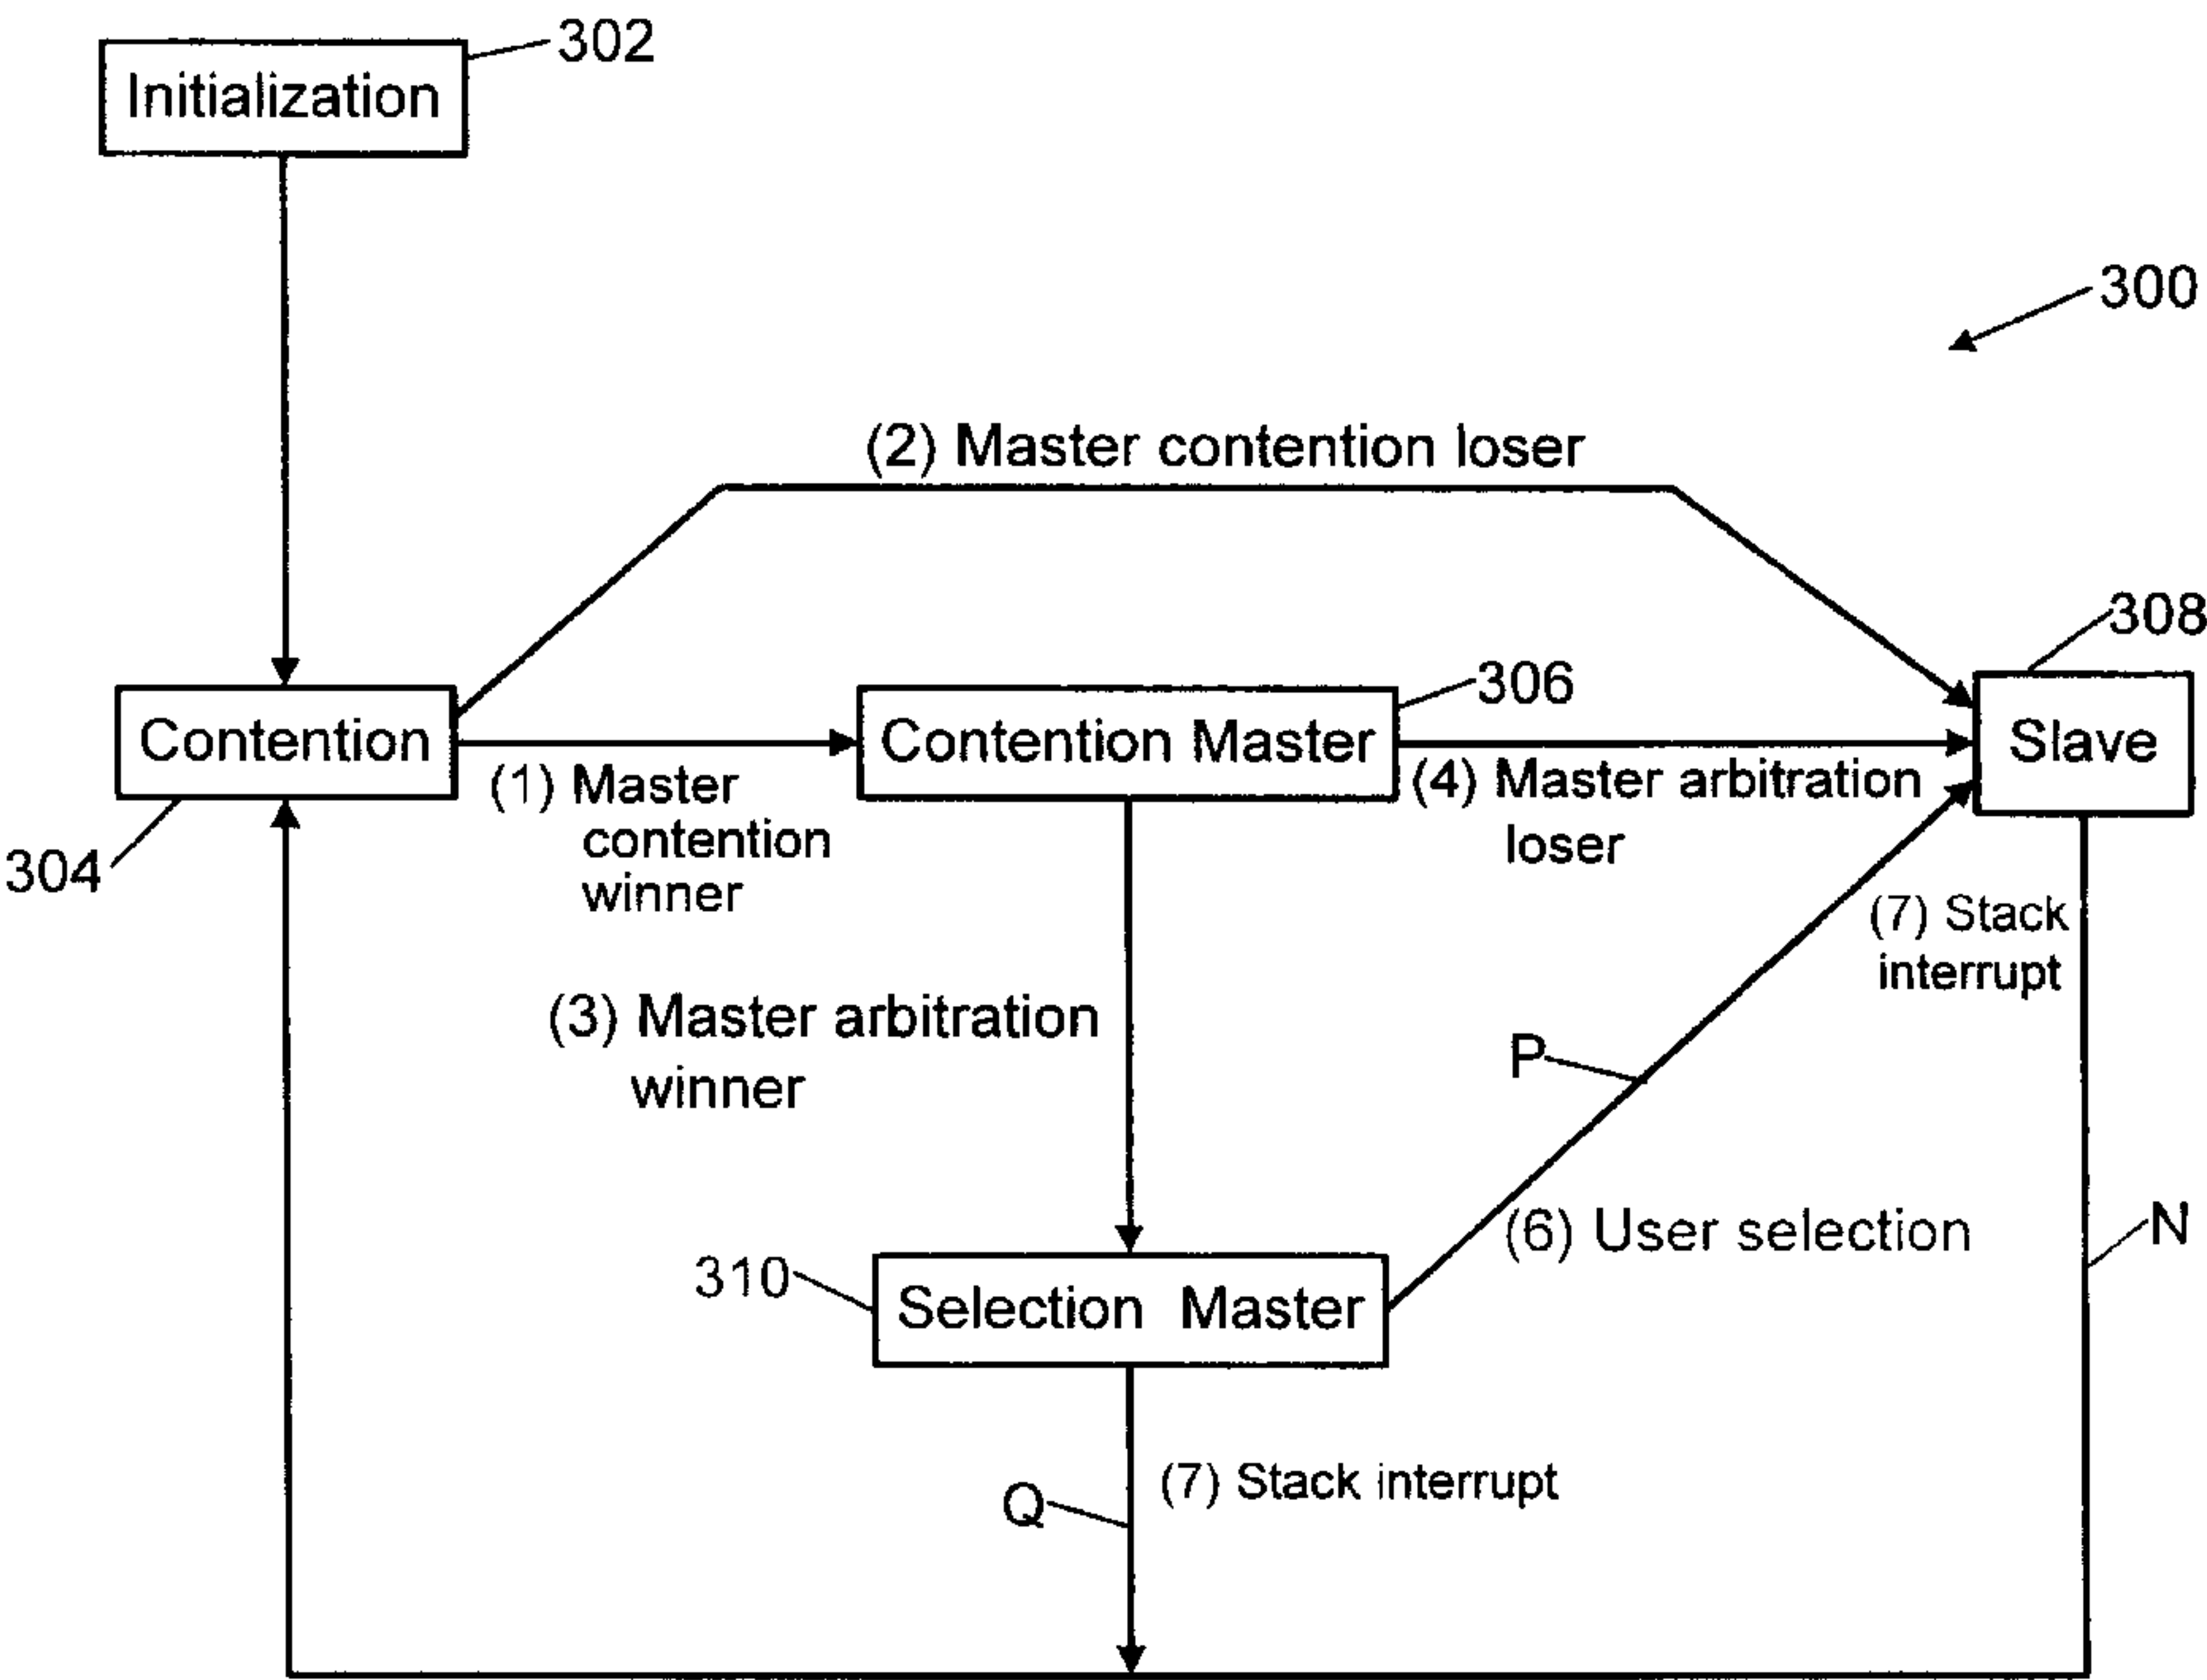 302
Initialization
300
(2) Master contention loser
308
306
Contention
Contention Master
Slave
(1) Master
contention
winner
(4) Master arbitration
loser
304
(7) Stack
interrupt
(3) Master arbitration
winner
P
(6) User selection
N
310
Selection Master
(7) Stack interrupt
Q